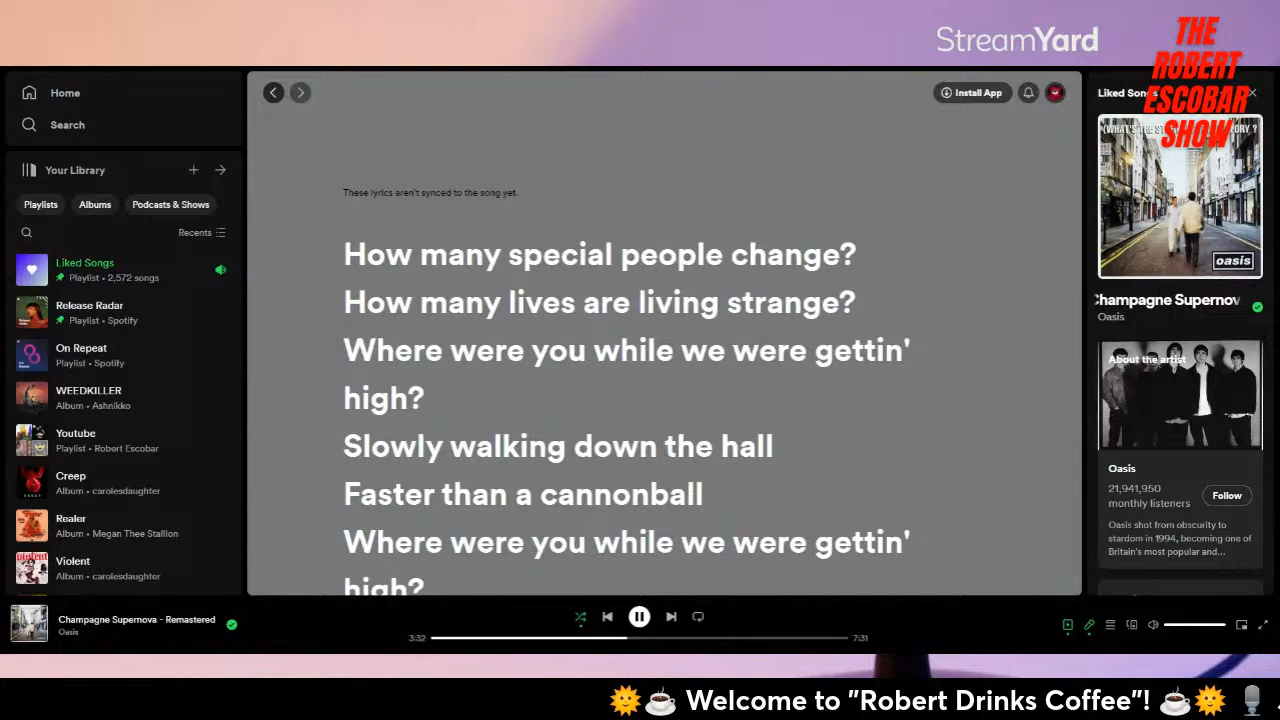 StreamYard
THE
ROBERT
ESCOBAR
SHOW
Home
Search
Your Library
Playlists
Albums
Podcasts & Shows
Recents
Liked Songs
Playlist • 2,572 songs
Release Radar
Playlist • Spotify
On Repeat
Playlist • Spotify
WEEDKILLER
Album • Ashnikko
Youtube
Playlist • Robert Escobar
Creep
Album • carolesdaughter
Realer
Album • Megan Thee Stallion
Violent
Album • carolesdaughter
Install App
These lyrics aren't synced to the song yet.
How many special people change?
How many lives are living strange?
Where were you while we were gettin'
high?
Slowly walking down the hall
Faster than a cannonball
Where were you while we were gettin'
high?
Liked Songs
(WHAT'S THE ST ORY ?
oasis
Champagne Supernov
Oasis
About the artist
Oasis
21,941,950
monthly listeners
Follow
Oasis shot from obscurity to
stardom in 1994, becoming one of
Britain's most popular and...
Champagne Supernova - Remastered
Oasis
3:32
7:31
Welcome to "Robert Drinks Coffee"!